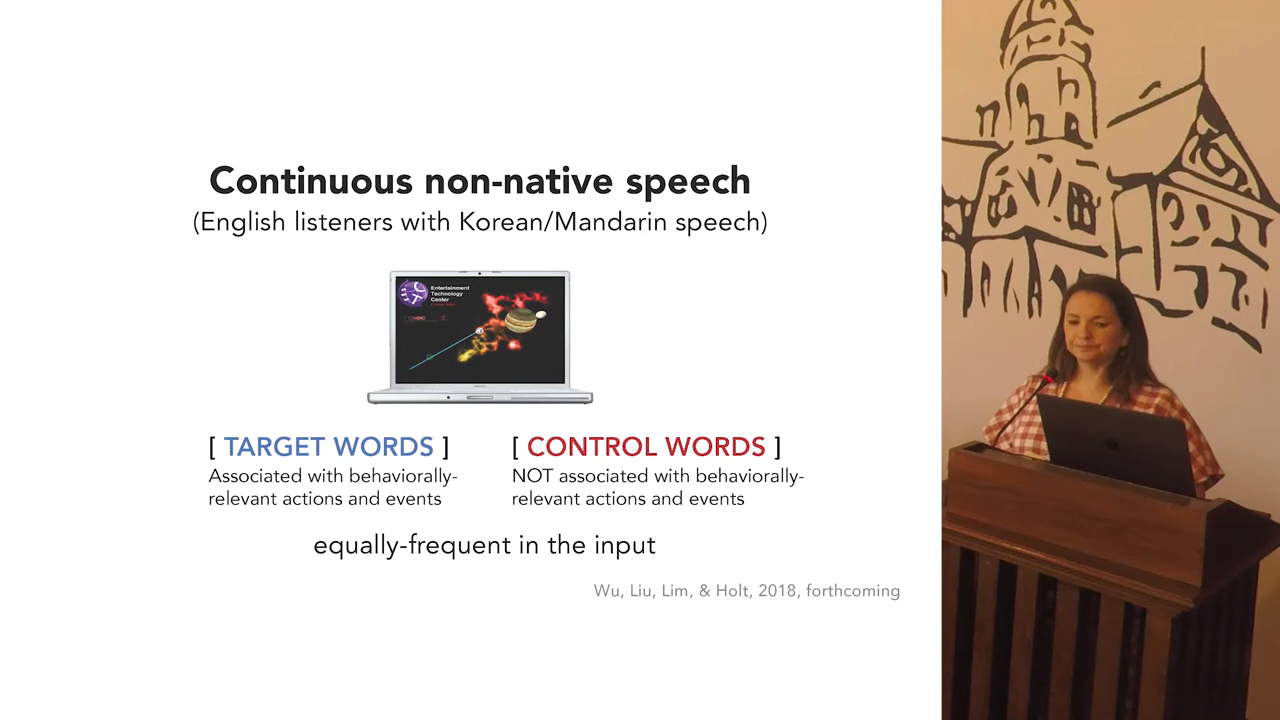 Continuous non-native speech
(English listeners with Korean/Mandarin speech)
Entertainment
Technology
Center
[ TARGET WORDS ]
Associated with behaviorally-
relevant actions and events
[ CONTROL WORDS ]
NOT associated with behaviorally-
relevant actions and events
equally-frequent in the input
Wu, Liu, Lim, & Holt, 2018, forthcoming